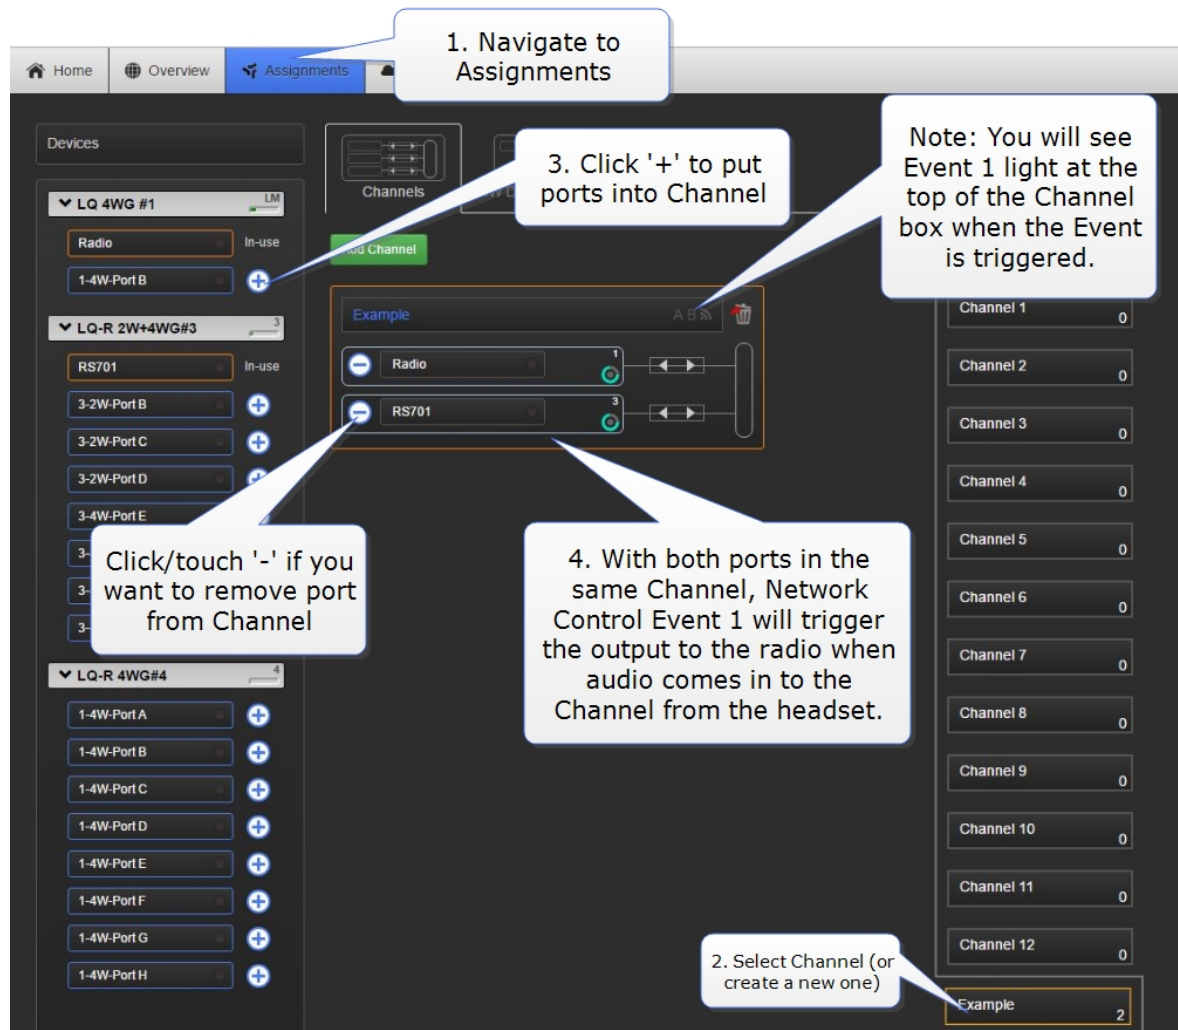 1. Navigate to
Assignments
Home
Overview
Assignments
Devices
Channels
3. Click '+' to put
ports into Channel
Note: You will see
Event 1 light at the
top of the Channel
box when the Event
is triggered.
LQ 4WG #1
LM
Radio
In-use
1-4W-Port B
Channel
LQ-R 2W+4WG#3
3
RS701
In-use
3-2W-Port B
3-2W-Port C
3-2W-Port D
3-4W-Port E
Example
A B
Radio
1
RS701
3
Click/touch '-' if you
want to remove port
from Channel
4. With both ports in the
same Channel, Network
Control Event 1 will trigger
the output to the radio when
audio comes in to the
Channel from the headset.
LQ-R 4WG#4
4
1-4W-Port A
1-4W-Port B
1-4W-Port C
1-4W-Port D
1-4W-Port E
1-4W-Port F
1-4W-Port G
1-4W-Port H
Channel 1
0
Channel 2
0
Channel 3
0
Channel 4
0
Channel 5
0
Channel 6
0
Channel 7
0
Channel 8
0
Channel 9
0
Channel 10
0
Channel 11
0
Channel 12
0
2. Select Channel (or
create a new one)
Example
2